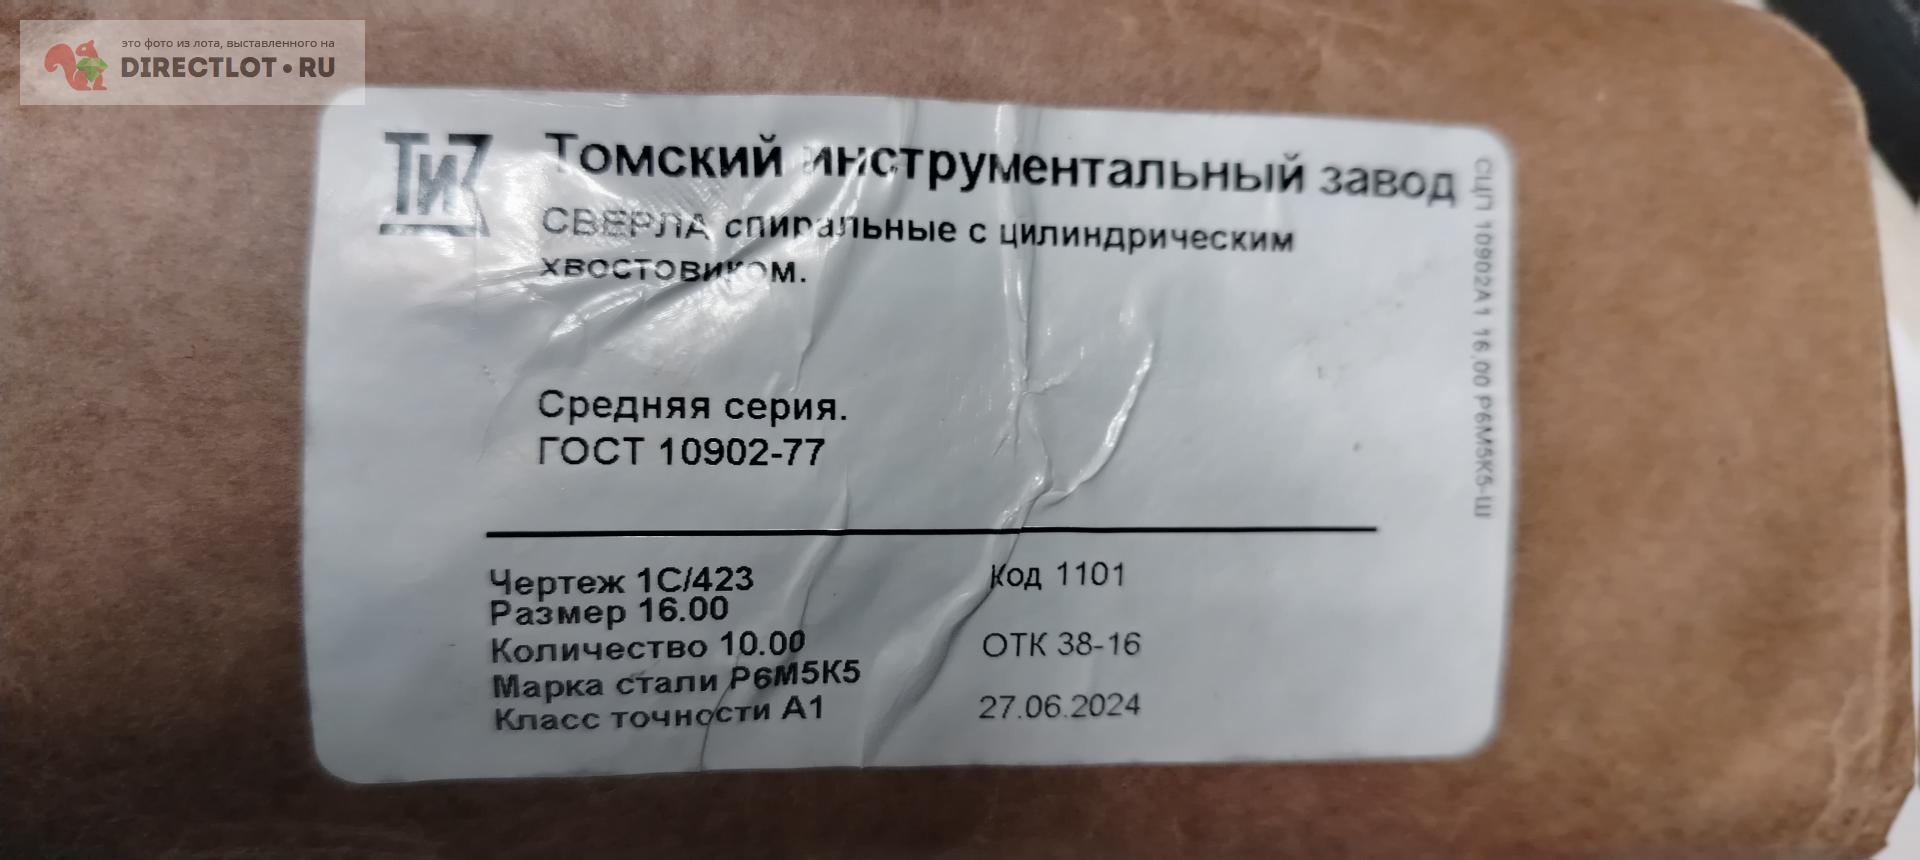 это фото из лота, выставленного на
DIRECTLOT•RU
ТИЗ
Томский инструментальный завод
СВЕРЛА спиральные с цилиндрическим
хвостовиком.
Средняя серия.
ГОСТ 10902-77
Чертеж 1С/423
Размер 16.00
Количество 10.00
Марка стали Р6М5К5
Класс точности А1
Код 1101
ОТК 38-16
27.06.2024
СЦП 10902А1 16,00 Р6М5К5-Ш